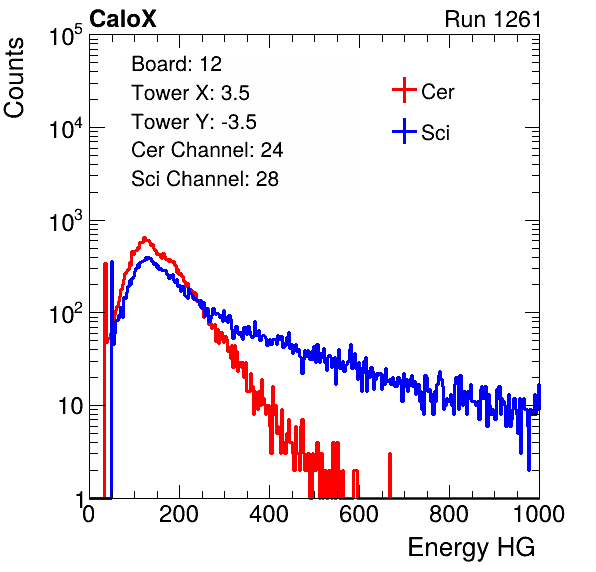 CaloX Run 1261
Counts
10^5
10^4
10^3
10^2
10
1
Board: 12
Tower X: 3.5
Tower Y: -3.5
Cer Channel: 24
Sci Channel: 28
Cer
Sci
0 200 400 600 800 1000
Energy HG